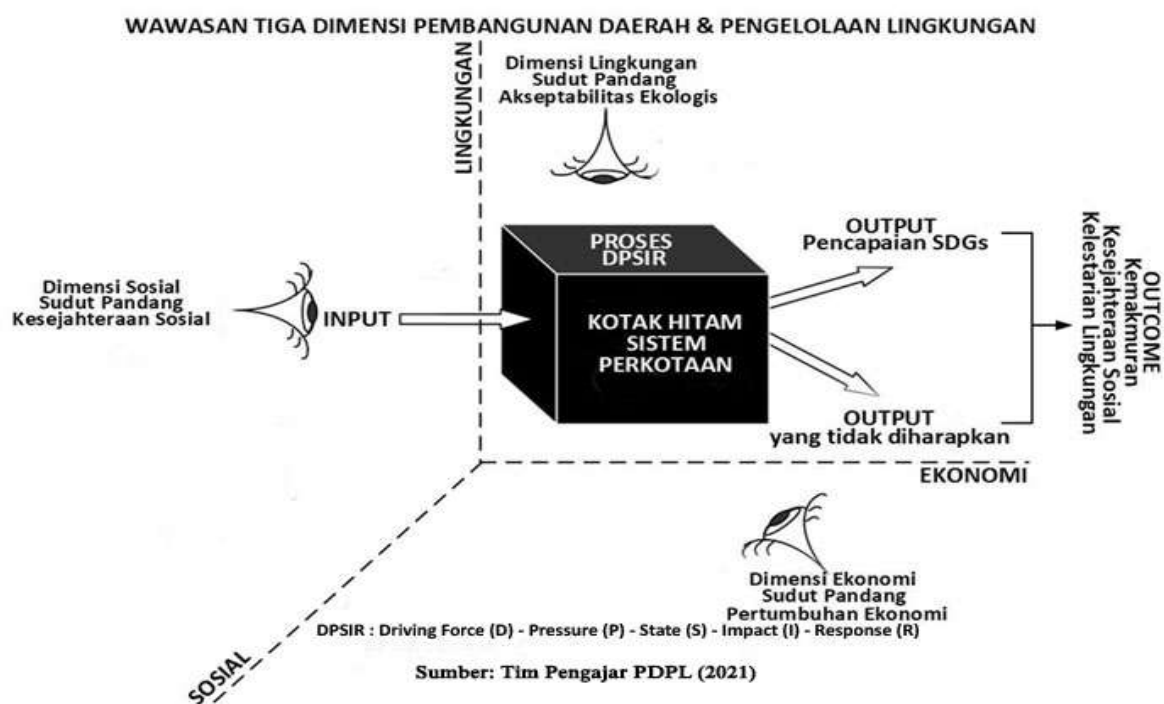 WAWASAN TIGA DIMENSI PEMBANGUNAN DAERAH & PENGELOLAAN LINGKUNGAN
LINGKUNGAN
Dimensi Lingkungan
Sudut Pandang
Akseptabilitas Ekologis
Dimensi Sosial
Sudut Pandang
Kesejahteraan Sosial
INPUT
PROSES
DPSIR
KOTAK HITAM
SISTEM
PERKOTAAN
OUTPUT
Pencapaian SDGs
OUTPUT
yang tidak diharapkan
OUTCOME
Kemakmuran
Kesejahteraan Sosial
Kelestarian Lingkungan
EKONOMI
Dimensi Ekonomi
Sudut Pandang
Pertumbuhan Ekonomi
DPSIR : Driving Force (D) - Pressure (P) - State (S) - Impact (I) - Response (R)
SOSIAL
Sumber: Tim Pengajar PDPL (2021)